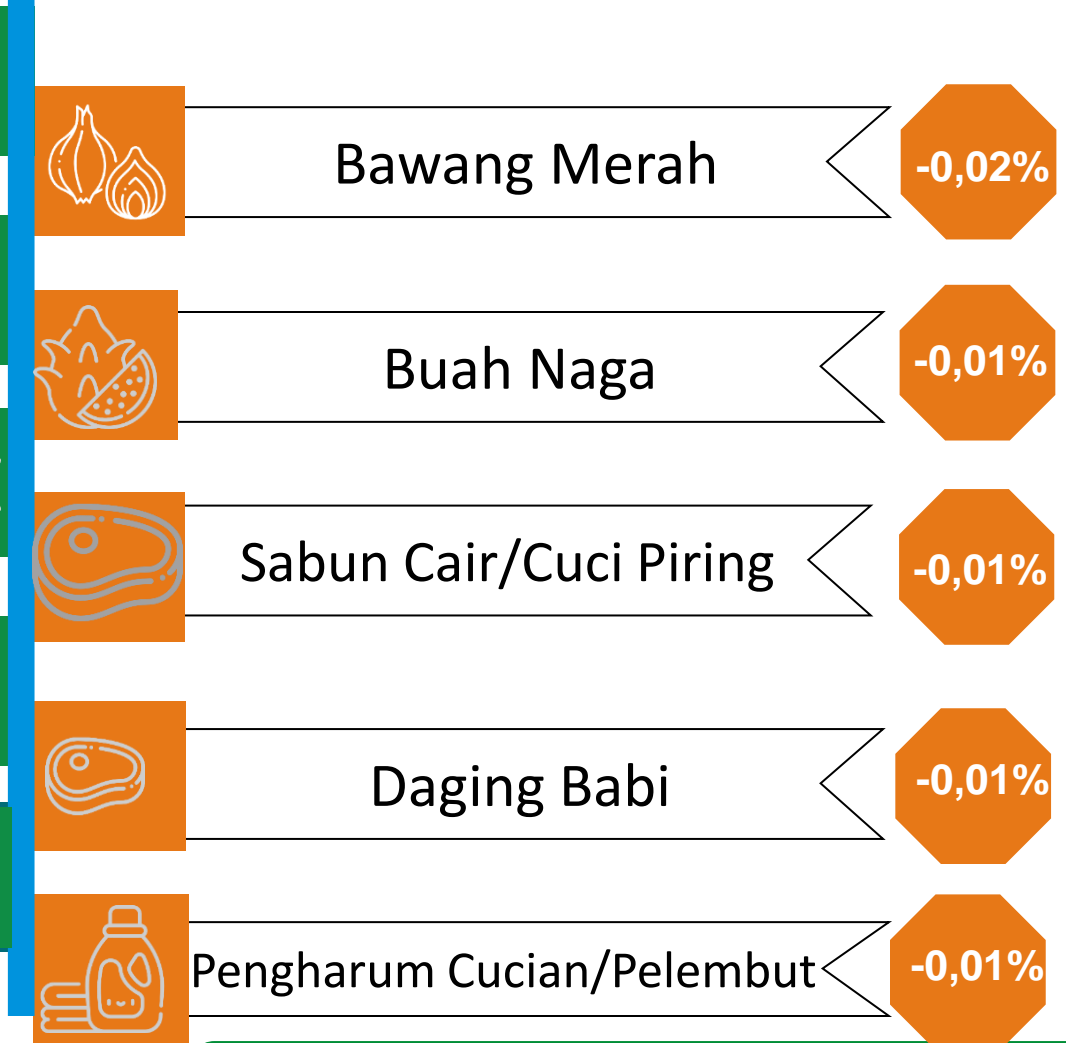 Bawang Merah
-0,02%
Buah Naga
-0,01%
Sabun Cair/Cuci Piring
-0,01%
Daging Babi
-0,01%
Pengharum Cucian/Pelembut
-0,01%